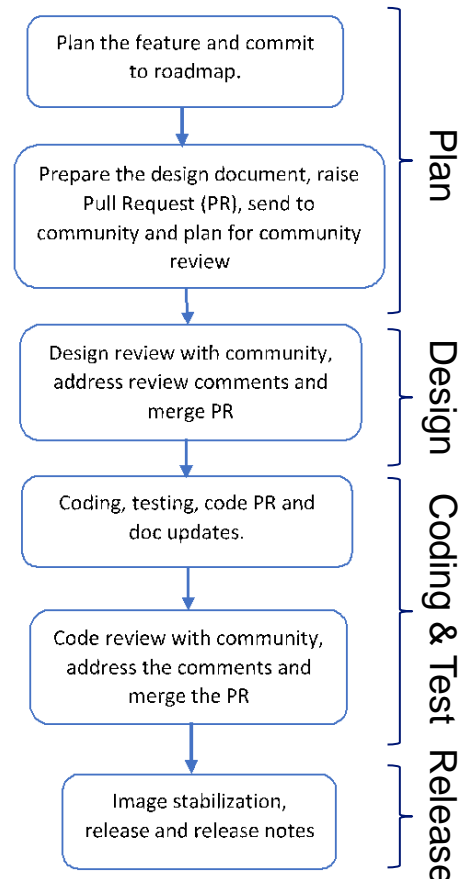 Plan the feature and commit
to roadmap.
Prepare the design document, raise
Pull Request (PR), send to
community and plan for community
review
Plan
Design review with community,
address review comments and
merge PR
Design
Coding, testing, code PR and
doc updates.
Code review with community,
address the comments and
merge the PR
Coding & Test
Image stabilization,
release and release notes
Release